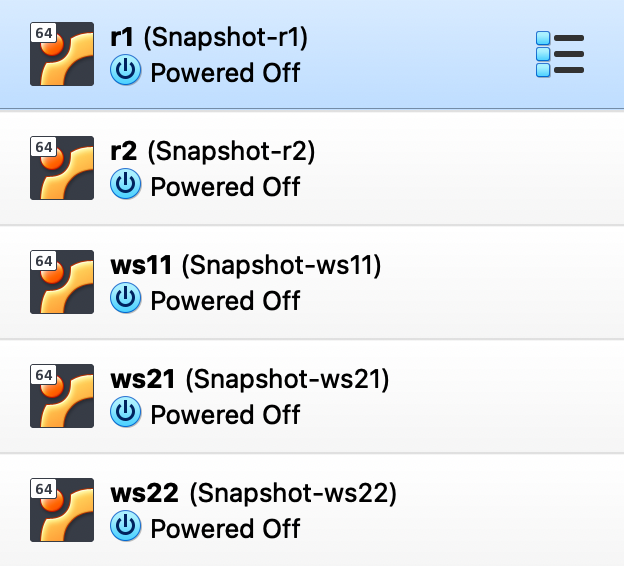 64
r1 (Snapshot-r1)
Powered Off
64
r2 (Snapshot-r2)
Powered Off
64
ws11 (Snapshot-ws11)
Powered Off
64
ws21 (Snapshot-ws21)
Powered Off
64
ws22 (Snapshot-ws22)
Powered Off